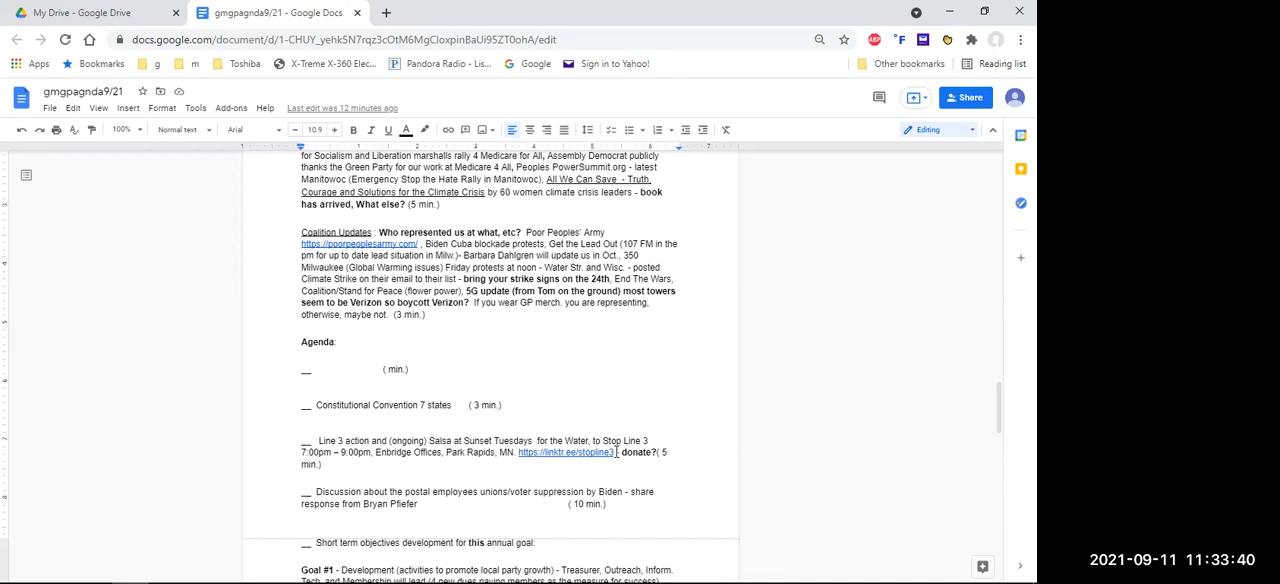 My Drive - Google Drive
gmgpagnda9/21 - Google Docs
docs.google.com/document/d/1-CHUY_yehk5N7rqz3cOtM6MgCloxpinBaUi95ZT0ohA/edit
Apps Bookmarks g m Toshiba X-Treme X-360 Elec... Pandora Radio - Lis... Google Sign in to Yahoo! Other bookmarks Reading list
gmgpagnda9/21
File Edit View Insert Format Tools Add-ons Help Last edit was 12 minutes ago
Share
100% Normal text Arial 10.9 Editing
for Socialism and Liberation marshalls rally 4 Medicare for All, Assembly Democrat publicly
thanks the Green Party for our work at Medicare 4 All, Peoples PowerSummit.org - latest
Manitowoc (Emergency Stop the Hate Rally in Manitowoc), All We Can Save - Truth,
Courage and Solutions for the Climate Crisis by 60 women climate crisis leaders - book
has arrived, What else? (5 min.)
Coalition Updates : Who represented us at what, etc? Poor Peoples' Army
https://poorpeoplesarmy.com/ , Biden Cuba blockade protests, Get the Lead Out (107 FM in the
pm for up to date lead situation in Milw.)- Barbara Dahlgren will update us in Oct., 350
Milwaukee (Global Warming issues) Friday protests at noon - Water Str. and Wisc. - posted
Climate Strike on their email to their list - bring your strike signs on the 24th, End The Wars,
Coalition/Stand for Peace (flower power), 5G update (from Tom on the ground) most towers
seem to be Verizon so boycott Verizon? If you wear GP merch. you are representing,
otherwise, maybe not. (3 min.)
Agenda:
__ ( min.)
__ Constitutional Convention 7 states ( 3 min.)
__ Line 3 action and (ongoing) Salsa at Sunset Tuesdays for the Water, to Stop Line 3
7:00pm – 9:00pm, Enbridge Offices, Park Rapids, MN. https://linktr.ee/stopline3 donate?( 5
min.)
__ Discussion about the postal employees unions/voter suppression by Biden - share
response from Bryan Pfiefer ( 10 min.)
__ Short term objectives development for this annual goal:
Goal #1 - Development (activities to promote local party growth) - Treasurer, Outreach, Inform.
Tech, and Membership will lead (4 new dues paying members as the measure for success)
2021-09-11 11:33:40